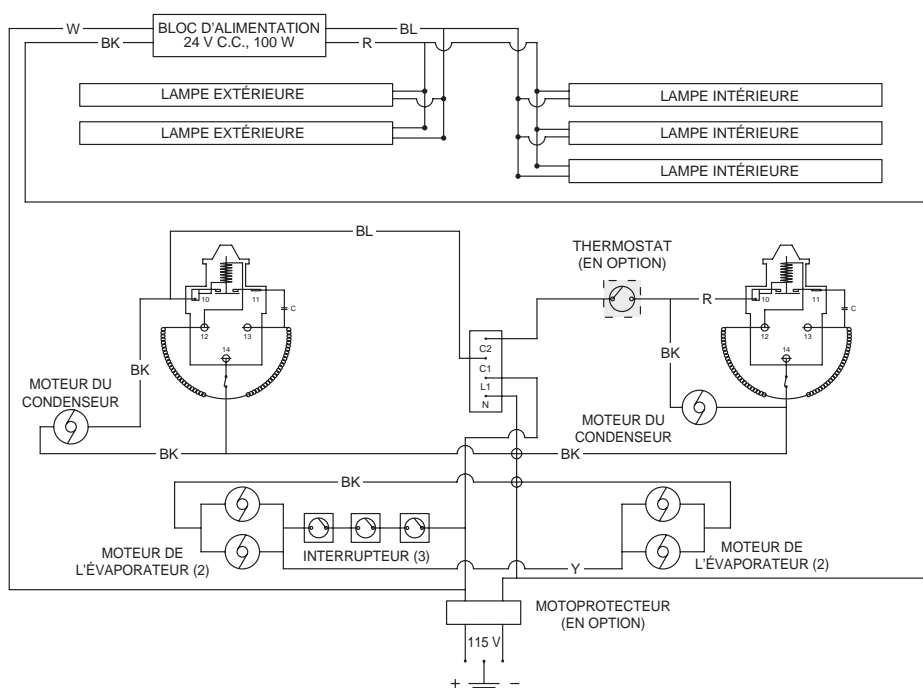 W
BLOC D'ALIMENTATION
24 V C.C., 100 W
BL
BK
R
LAMPE EXTÉRIEURE
LAMPE INTÉRIEURE
LAMPE EXTÉRIEURE
LAMPE INTÉRIEURE
LAMPE INTÉRIEURE
BL
THERMOSTAT
(EN OPTION)
10
11
C
12
13
14
R
10
11
C
12
13
14
C2
C1
L1
N
BK
BK
MOTEUR DU
CONDENSEUR
MOTEUR DU
CONDENSEUR
BK
BK
BK
INTERRUPTEUR (3)
MOTEUR DE
L'ÉVAPORATEUR (2)
MOTEUR DE
L'ÉVAPORATEUR (2)
Y
MOTOPROTECTEUR
(EN OPTION)
115 V
+
−